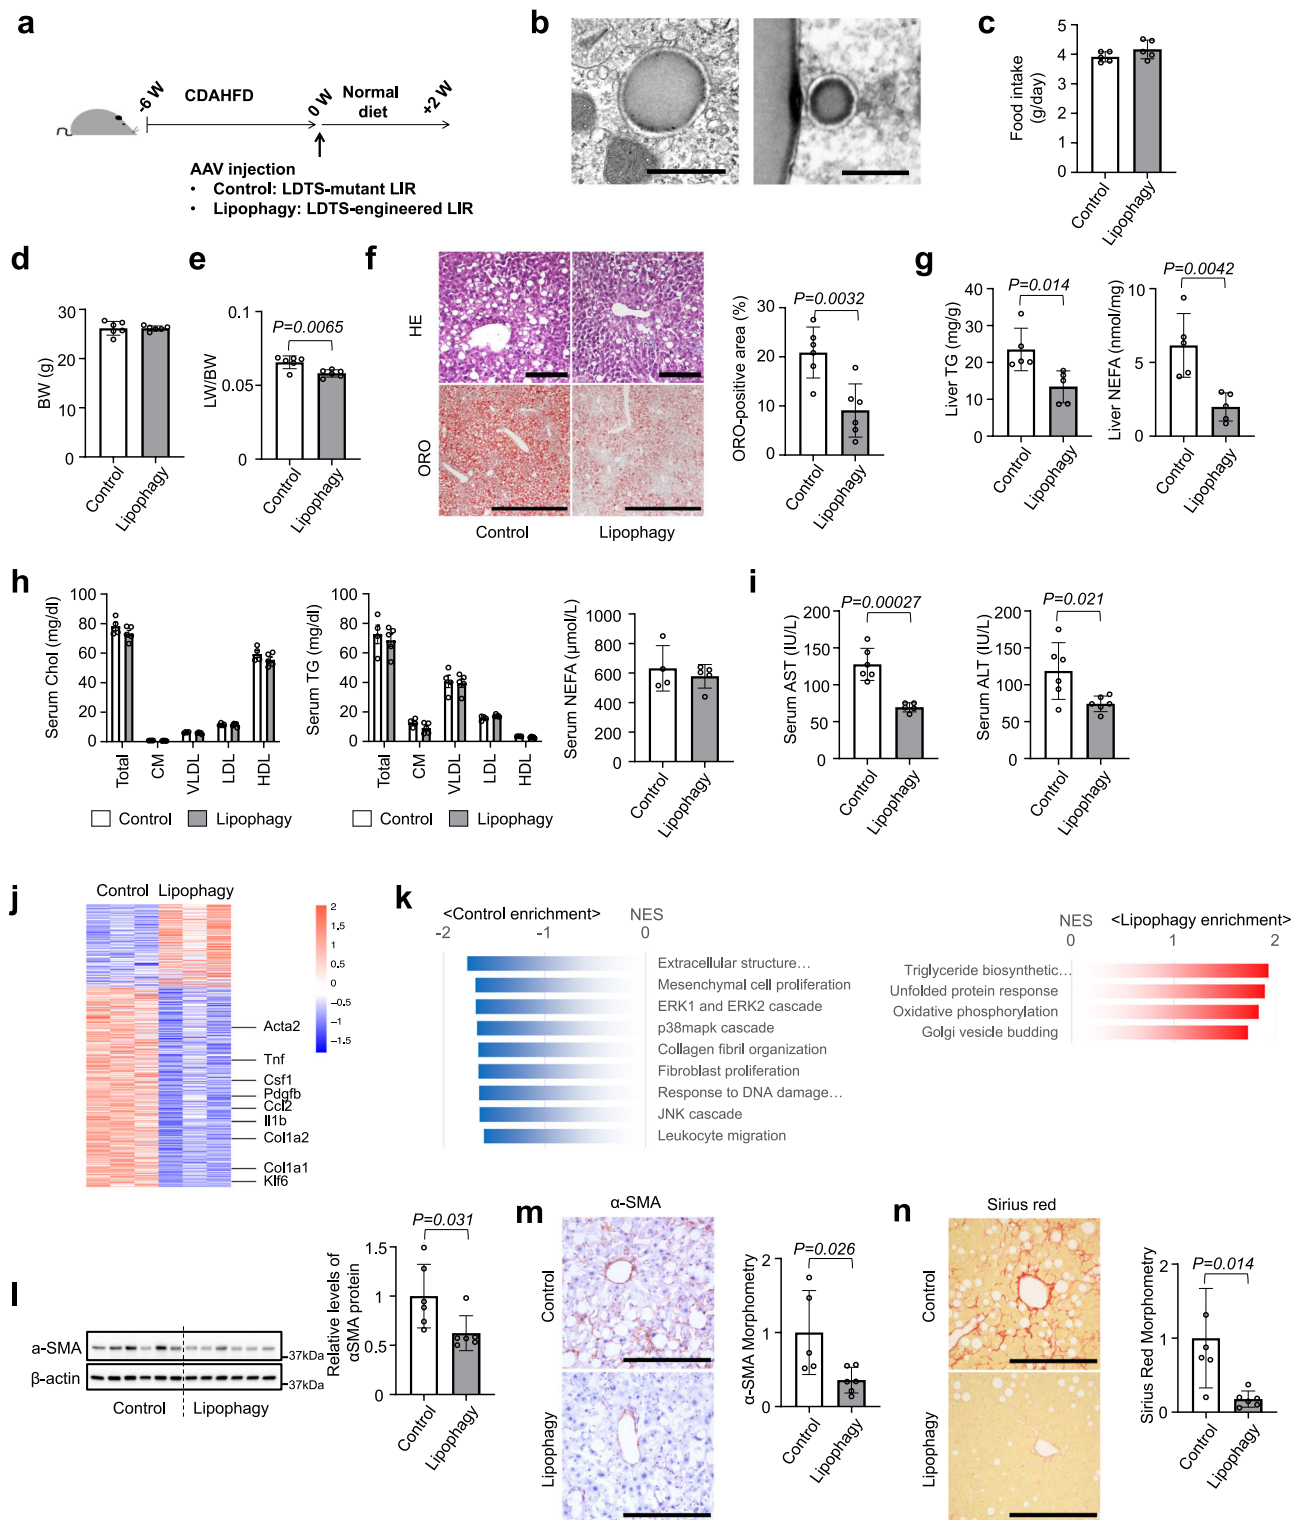 a
-6 W
CDAHFD
0 W
Normal
diet
+2 W
AAV injection
• Control: LDTS-mutant LIR
• Lipophagy: LDTS-engineered LIR
b
c
Food intake
(g/day)
5
4
3
2
1
0
Control
Lipophagy
d
BW (g)
30
20
10
0
Control
Lipophagy
e
LW/BW
0.1
0.05
0
P=0.0065
Control
Lipophagy
f
HE
ORO
Control
Lipophagy
ORO-positive area (%)
30
20
10
0
P=0.0032
Control
Lipophagy
g
Liver TG (mg/g)
40
30
20
10
0
P=0.014
Control
Lipophagy
Liver NEFA (nmol/mg)
10
5
0
P=0.0042
Control
Lipophagy
h
Serum Chol (mg/dl)
100
80
60
40
20
0
Total
CM
VLDL
LDL
HDL
Control Lipophagy
Serum TG (mg/dl)
100
80
60
40
20
0
Total
CM
VLDL
LDL
HDL
Control Lipophagy
Serum NEFA (μmol/L)
1000
800
600
400
200
0
Control
Lipophagy
i
Serum AST (IU/L)
200
150
100
50
0
P=0.00027
Control
Lipophagy
Serum ALT (IU/L)
200
150
100
50
0
P=0.021
Control
Lipophagy
j
Control Lipophagy
2
1.5
1
0.5
0
−0.5
−1
−1.5
Acta2
Tnf
Csf1
Pdgfb
Ccl2
Il1b
Col1a2
Col1a1
Klf6
k
<Control enrichment>
NES
-2 -1 0
Extracellular structure…
Mesenchymal cell proliferation
ERK1 and ERK2 cascade
p38mapk cascade
Collagen fibril organization
Fibroblast proliferation
Response to DNA damage…
JNK cascade
Leukocyte migration
NES
<Lipophagy enrichment>
0 1 2
Triglyceride biosynthetic…
Unfolded protein response
Oxidative phosphorylation
Golgi vesicle budding
l
a-SMA
37kDa
β-actin
37kDa
Control Lipophagy
Relative levels of
αSMA protein
1.5
1
0.5
0
P=0.031
Control
Lipophagy
m
α-SMA
Control
Lipophagy
α-SMA Morphometry
2
1
0
P=0.026
Control
Lipophagy
n
Sirius red
Control
Lipophagy
Sirius Red Morphometry
2
1
0
P=0.014
Control
Lipophagy